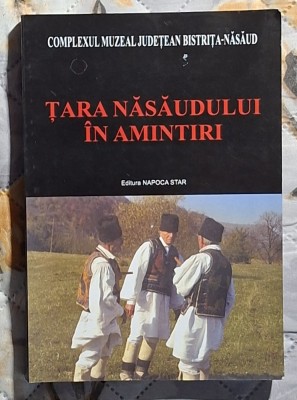 COMPLEXUL MUZEAL JUDEȚEAN BISTRIȚA-NĂSĂUD
ȚARA NĂSĂUDULUI
ÎN AMINTIRI
Editura NAPOCA STAR